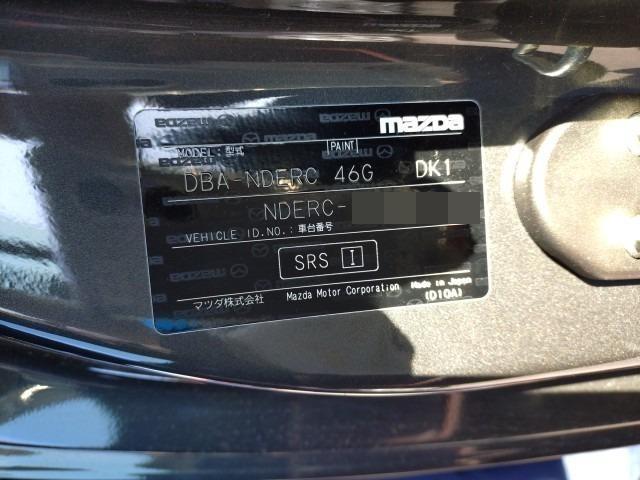 mazda
MODEL:型式 PAINT
DBA-NDERC 46G DK1
NDERC-
VEHICLE ID.NO.:車台番号
SRS I
マツダ株式会社 Mazda Motor Corporation Made in Japan
(D10A)